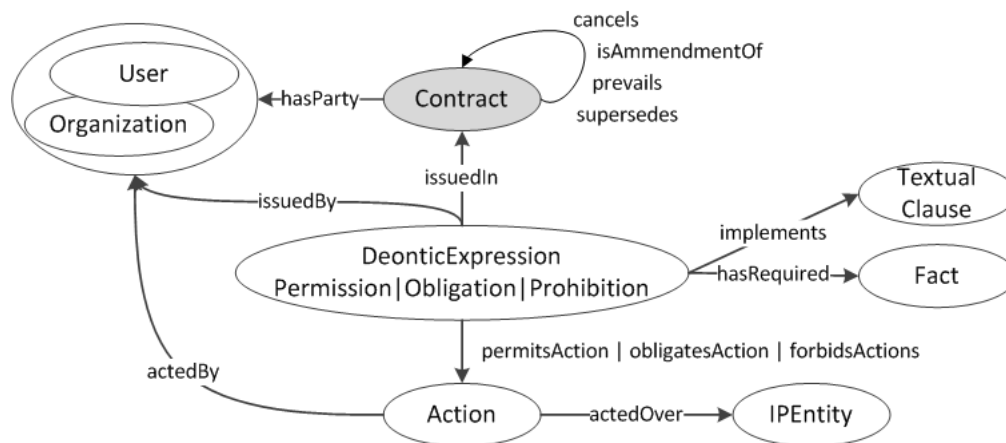 cancels
isAmmendmentOf
prevails
supersedes
User
Organization
hasParty
Contract
issuedIn
issuedBy
Textual
Clause
implements
DeonticExpression
Permission|Obligation|Prohibition
hasRequired
Fact
permitsAction | obligatesAction | forbidsActions
actedBy
Action
actedOver
IPEntity